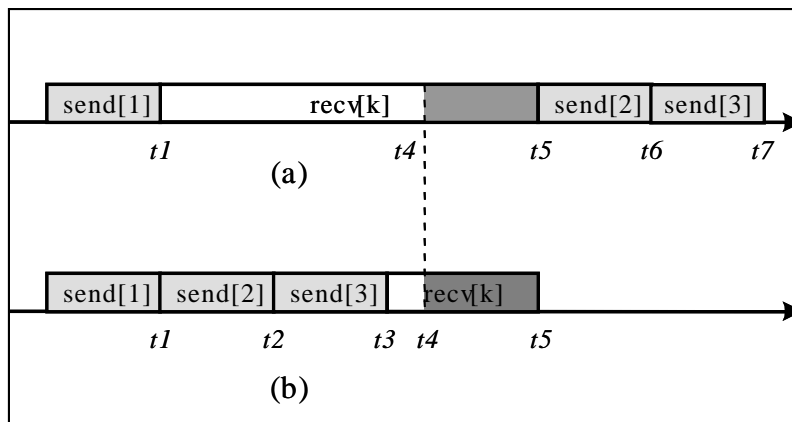 send[1] recv[k] send[2] send[3]
t1 t4 t5 t6 t7
(a)
send[1] send[2] send[3] recv[k]
t1 t2 t3 t4 t5
(b)